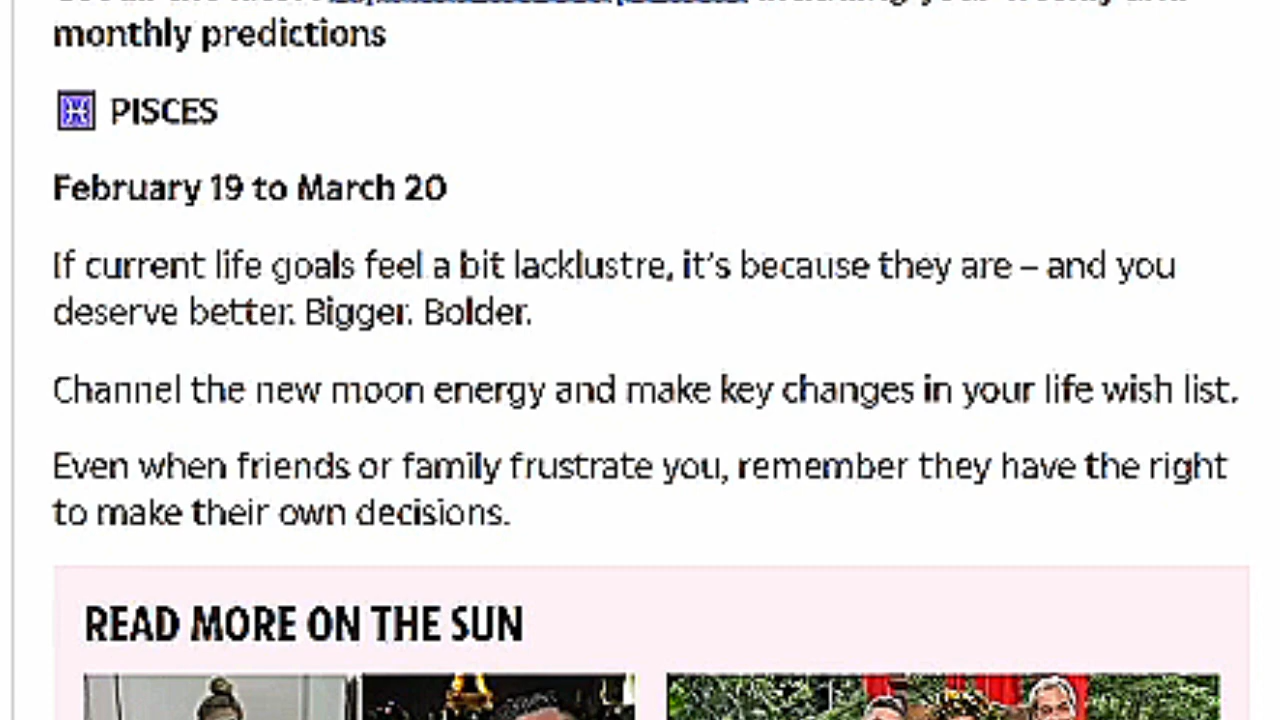 monthly predictions
PISCES
February 19 to March 20
If current life goals feel a bit lacklustre, it's because they are – and you
deserve better. Bigger. Bolder.
Channel the new moon energy and make key changes in your life wish list.
Even when friends or family frustrate you, remember they have the right
to make their own decisions.
READ MORE ON THE SUN